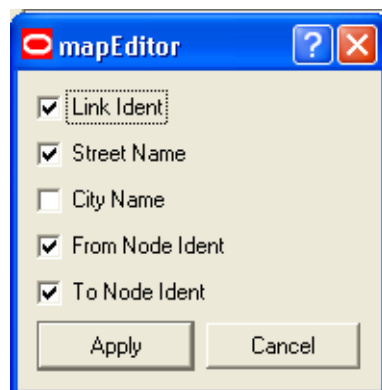 mapEditor
Link Ident
Street Name
City Name
From Node Ident
To Node Ident
Apply Cancel